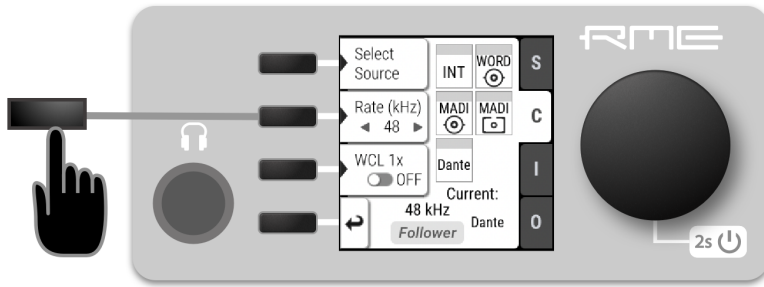 RME
Select
Source
INT
WORD
S
Rate (kHz)
48
MADI
MADI
C
WCL 1x
OFF
Dante
I
Current:
48 kHz
Follower
Dante
O
2s